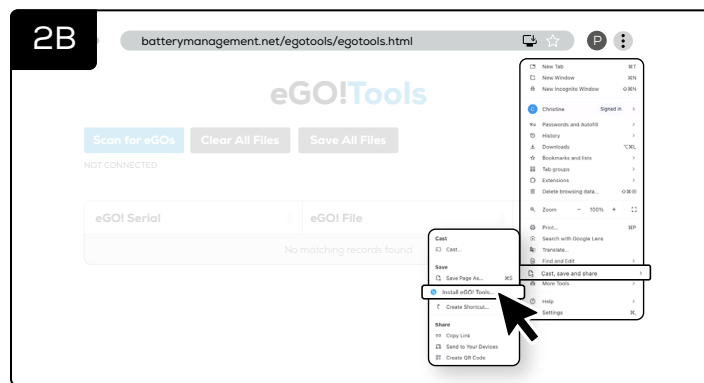 2B
batterymanagement.net/egotools/egotools.html
P
eGO!Tools
Scan for eGOs
Clear All Files
Save All Files
NOT CONNECTED
eGO! Serial
eGO! File
No matching records found
New Tab ⌘T
New Window ⌘N
New Incognito Window ⇧⌘N
Christine Signed in
Passwords and Autofill
History
Downloads ⌥⌘L
Bookmarks and lists
Tab groups
Extensions
Delete browsing data...
Zoom − 100% +
Print... ⌘P
Search with Google Lens
Translate...
Find and Edit
Cast, save and share
More Tools
Help
Settings ⌘,
Cast
Cast...
Save
Save Page As... ⌘S
Install eGO! Tools...
Create Shortcut...
Share
Copy Link
Send to Your Devices
Create QR Code